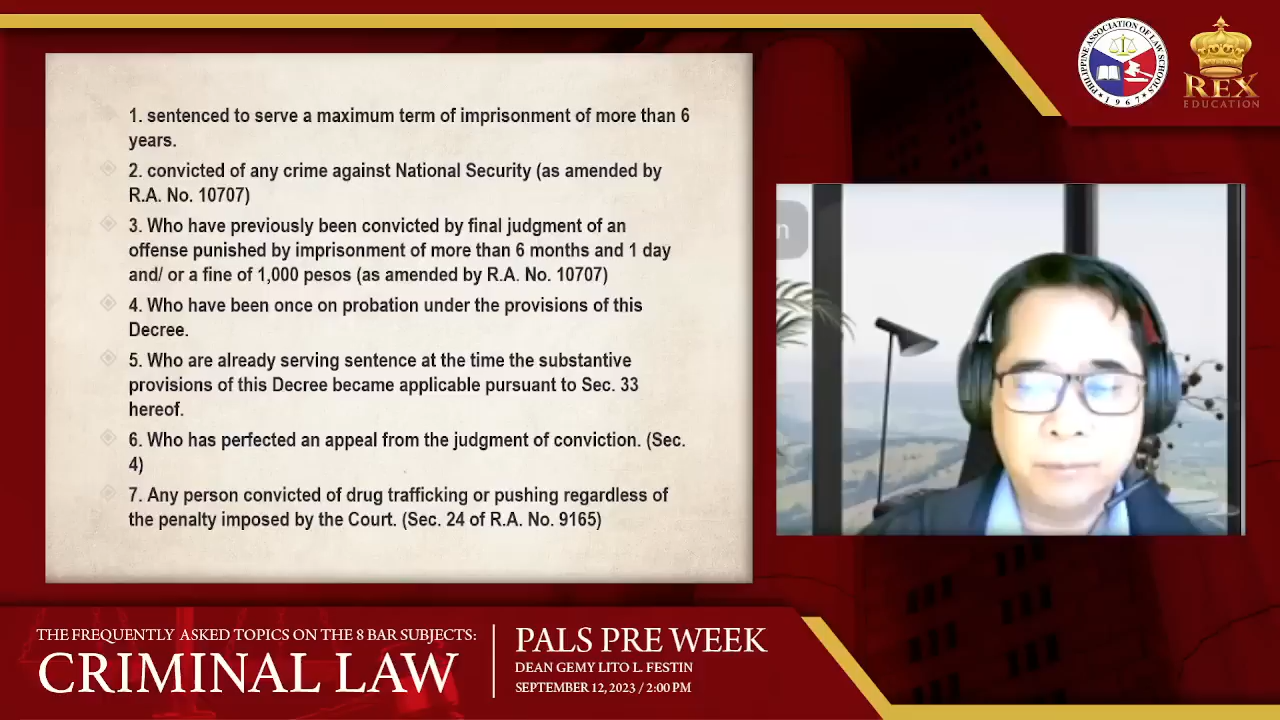 1. sentenced to serve a maximum term of imprisonment of more than 6
years.
2. convicted of any crime against National Security (as amended by
R.A. No. 10707)
3. Who have previously been convicted by final judgment of an
offense punished by imprisonment of more than 6 months and 1 day
and/ or a fine of 1,000 pesos (as amended by R.A. No. 10707)
4. Who have been once on probation under the provisions of this
Decree.
5. Who are already serving sentence at the time the substantive
provisions of this Decree became applicable pursuant to Sec. 33
hereof.
6. Who has perfected an appeal from the judgment of conviction. (Sec.
4)
7. Any person convicted of drug trafficking or pushing regardless of
the penalty imposed by the Court. (Sec. 24 of R.A. No. 9165)
PHILIPPINE ASSOCIATION OF LAW SCHOOLS
1967
REX
EDUCATION
n
THE FREQUENTLY ASKED TOPICS ON THE 8 BAR SUBJECTS:
CRIMINAL LAW
PALS PRE WEEK
DEAN GEMY LITO L. FESTIN
SEPTEMBER 12, 2023 / 2:00 PM